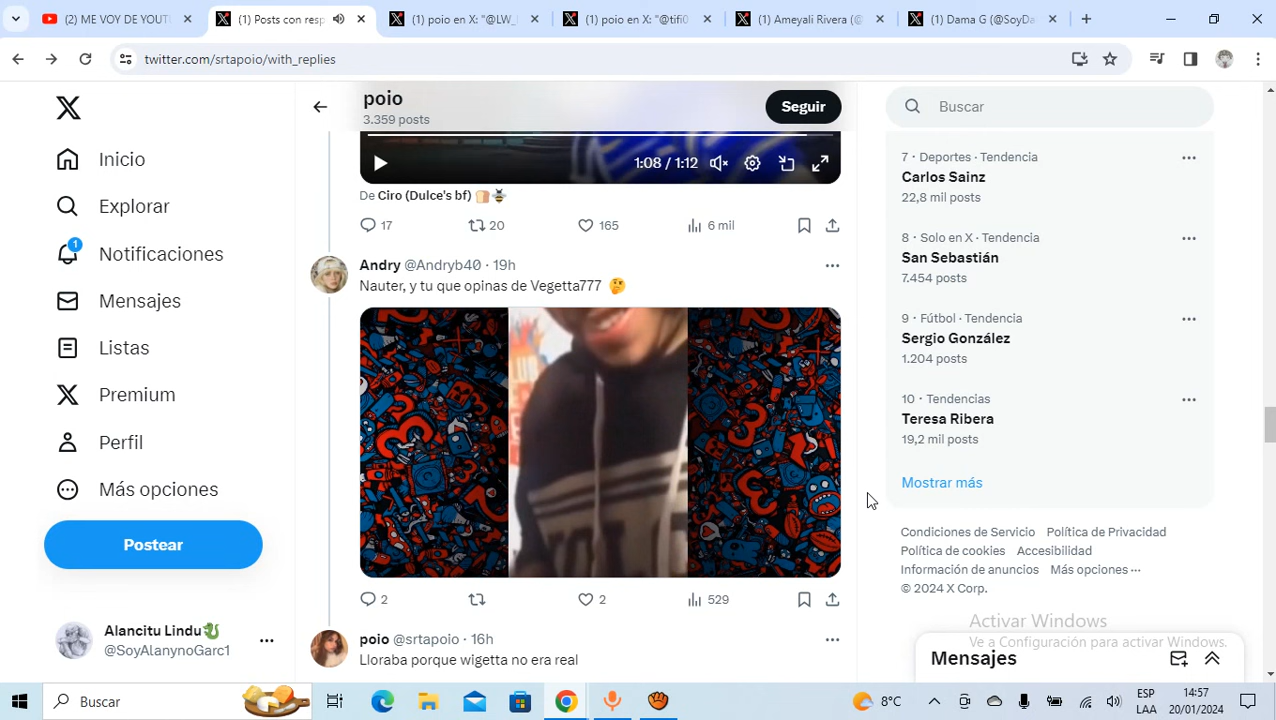 (2) ME VOY DE YOUT
(1) Posts con resp
(1) poio en X: "@LW_
(1) poio en X: "@tifi0
(1) Ameyali Rivera (@
(1) Dama G (@SoyDa
twitter.com/srtapoio/with_replies
Inicio
Explorar
1
Notificaciones
Mensajes
Listas
Premium
Perfil
Más opciones
Postear
Alancitu Lindu
@SoyAlanynoGarc1
poio
3.359 posts
Seguir
1:08 / 1:12
De Ciro (Dulce's bf)
17 20 165 6 mil
Andry @Andryb40 · 19h
Nauter, y tu que opinas de Vegetta777
2 2 529
poio @srtapoio · 16h
Lloraba porque wigetta no era real
Buscar
7 · Deportes · Tendencia
Carlos Sainz
22,8 mil posts
8 · Solo en X · Tendencia
San Sebastián
7.454 posts
9 · Fútbol · Tendencia
Sergio González
1.204 posts
10 · Tendencias
Teresa Ribera
19,2 mil posts
Mostrar más
Condiciones de Servicio Política de Privacidad
Política de cookies Accesibilidad
Información de anuncios Más opciones ···
© 2024 X Corp.
Activar Windows
Ve a Configuración para activar Windows.
Mensajes
Buscar
8°C
ESP
LAA
14:57
20/01/2024